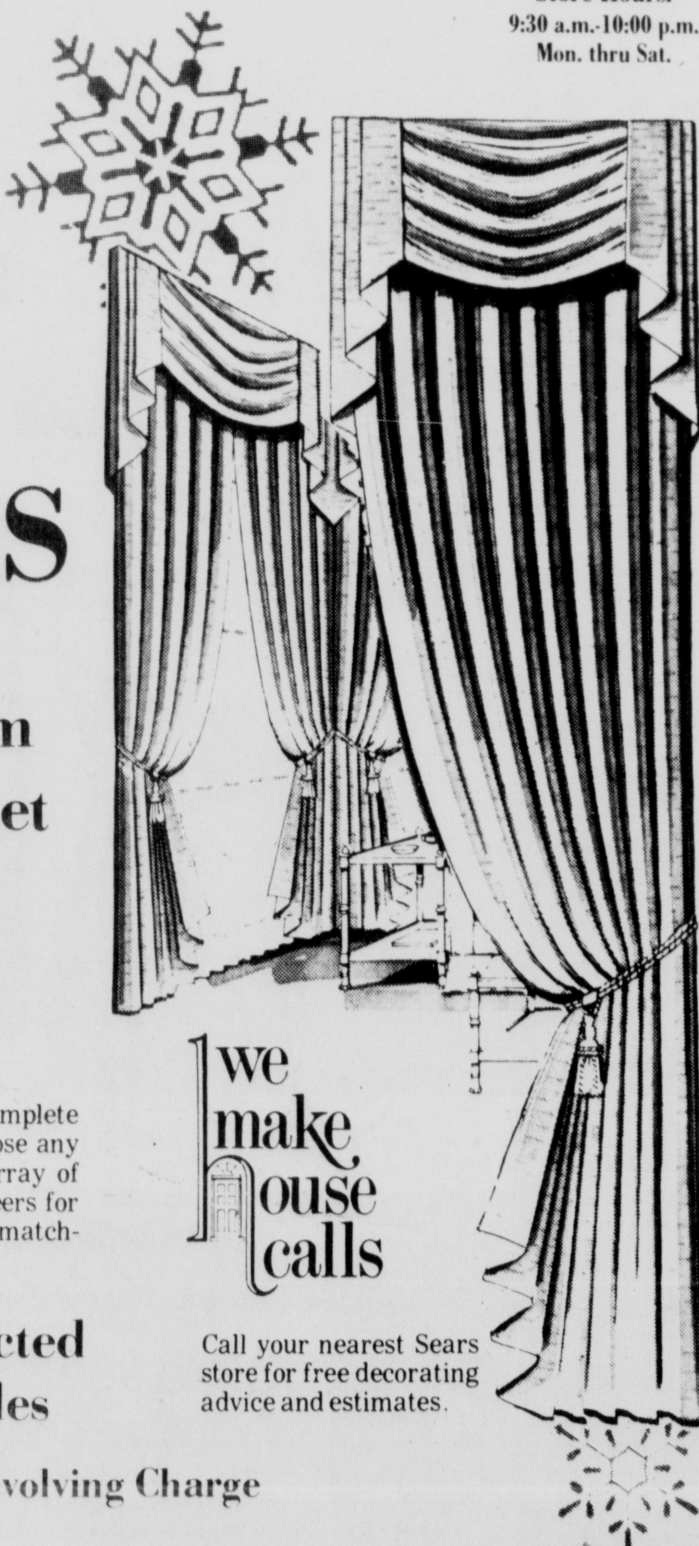 9:30 a.m.-10:00 p.m.
Mon. thru Sat.
S
n
et
we
make
house
calls
mplete
ose any
rray of
ers for
match-
cted
les
Call your nearest Sears
store for free decorating
advice and estimates.
volving Charge